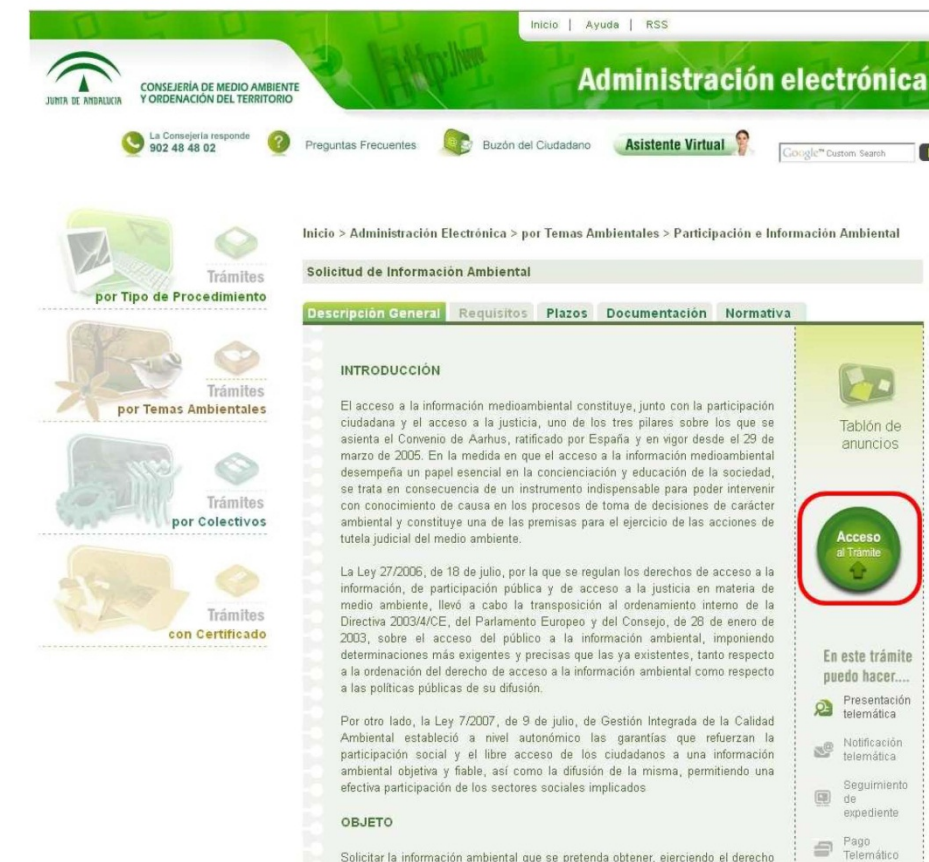 Inicio | Ayuda | RSS
http://www.
Administración electrónica
JUNTA DE ANDALUCIA
CONSEJERÍA DE MEDIO AMBIENTE
Y ORDENACIÓN DEL TERRITORIO
La Consejería responde
902 48 48 02
Preguntas Frecuentes
Buzón del Ciudadano
Asistente Virtual
Google™ Custom Search
Inicio > Administración Electrónica > por Temas Ambientales > Participación e Información Ambiental
Solicitud de Información Ambiental
Trámites
por Tipo de Procedimiento
Trámites
por Temas Ambientales
Trámites
por Colectivos
Trámites
con Certificado
Descripción General Requisitos Plazos Documentación Normativa
INTRODUCCIÓN
El acceso a la información medioambiental constituye, junto con la participación
ciudadana y el acceso a la justicia, uno de los tres pilares sobre los que se
asienta el Convenio de Aarhus, ratificado por España y en vigor desde el 29 de
marzo de 2005. En la medida en que el acceso a la información medioambiental
desempeña un papel esencial en la concienciación y educación de la sociedad,
se trata en consecuencia de un instrumento indispensable para poder intervenir
con conocimiento de causa en los procesos de toma de decisiones de carácter
ambiental y constituye una de las premisas para el ejercicio de las acciones de
tutela judicial del medio ambiente.
La Ley 27/2006, de 18 de julio, por la que se regulan los derechos de acceso a la
información, de participación pública y de acceso a la justicia en materia de
medio ambiente, llevó a cabo la transposición al ordenamiento interno de la
Directiva 2003/4/CE, del Parlamento Europeo y del Consejo, de 28 de enero de
2003, sobre el acceso del público a la información ambiental, imponiendo
determinaciones más exigentes y precisas que las ya existentes, tanto respecto
a la ordenación del derecho de acceso a la información ambiental como respecto
a las políticas públicas de su difusión.
Por otro lado, la Ley 7/2007, de 9 de julio, de Gestión Integrada de la Calidad
Ambiental estableció a nivel autonómico las garantías que refuerzan la
participación social y el libre acceso de los ciudadanos a una información
ambiental objetiva y fiable, así como la difusión de la misma, permitiendo una
efectiva participación de los sectores sociales implicados
OBJETO
Solicitar la información ambiental que se pretenda obtener, ejerciendo el derecho
Tablón de
anuncios
Acceso
al Trámite
En este trámite
puedo hacer....
Presentación
telemática
Notificación
telemática
Seguimiento
de
expediente
Pago
Telemático